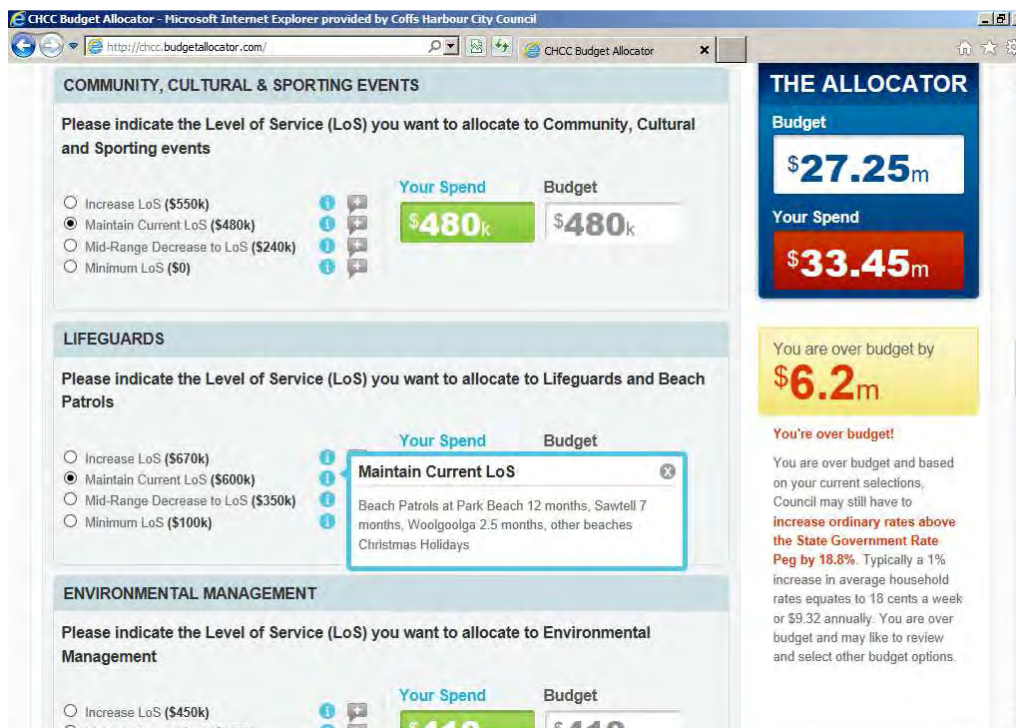 CHCC Budget Allocator - Microsoft Internet Explorer provided by Coffs Harbour City Council
http://chcc.budgetallocator.com/
CHCC Budget Allocator
COMMUNITY, CULTURAL & SPORTING EVENTS
Please indicate the Level of Service (LoS) you want to allocate to Community, Cultural
and Sporting events
Your Spend
Budget
Increase LoS ($550k)
Maintain Current LoS ($480k)
Mid-Range Decrease to LoS ($240k)
Minimum LoS ($0)
$480k
$480k
LIFEGUARDS
Please indicate the Level of Service (LoS) you want to allocate to Lifeguards and Beach
Patrols
Your Spend
Budget
Increase LoS ($670k)
Maintain Current LoS ($600k)
Mid-Range Decrease to LoS ($350k)
Minimum LoS ($100k)
Maintain Current LoS
Beach Patrols at Park Beach 12 months, Sawtell 7
months, Woolgoolga 2.5 months, other beaches
Christmas Holidays
ENVIRONMENTAL MANAGEMENT
Please indicate the Level of Service (LoS) you want to allocate to Environmental
Management
Your Spend
Budget
Increase LoS ($450k)
THE ALLOCATOR
Budget
$27.25m
Your Spend
$33.45m
You are over budget by
$6.2m
You're over budget!
You are over budget and based
on your current selections,
Council may still have to
increase ordinary rates above
the State Government Rate
Peg by 18.8%. Typically a 1%
increase in average household
rates equates to 18 cents a week
or $9.32 annually. You are over
budget and may like to review
and select other budget options.